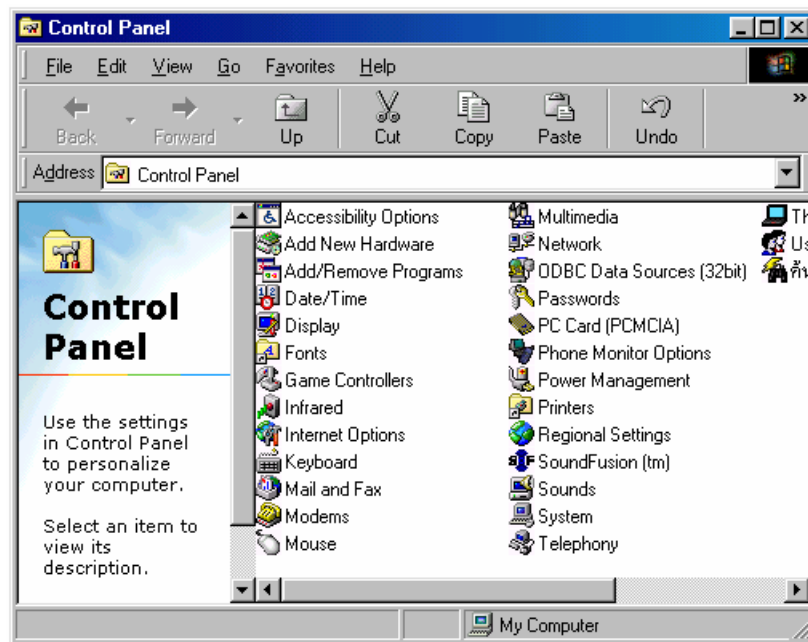 Control Panel
File Edit View Go Favorites Help
Back Forward Up Cut Copy Paste Undo »
Address Control Panel
Control
Panel
Use the settings
in Control Panel
to personalize
your computer.
Select an item to
view its
description.
Accessibility Options
Add New Hardware
Add/Remove Programs
Date/Time
Display
Fonts
Game Controllers
Infrared
Internet Options
Keyboard
Mail and Fax
Modems
Mouse
Multimedia
Network
ODBC Data Sources (32bit)
Passwords
PC Card (PCMCIA)
Phone Monitor Options
Power Management
Printers
Regional Settings
SoundFusion (tm)
Sounds
System
Telephony
Th
Us
My Computer